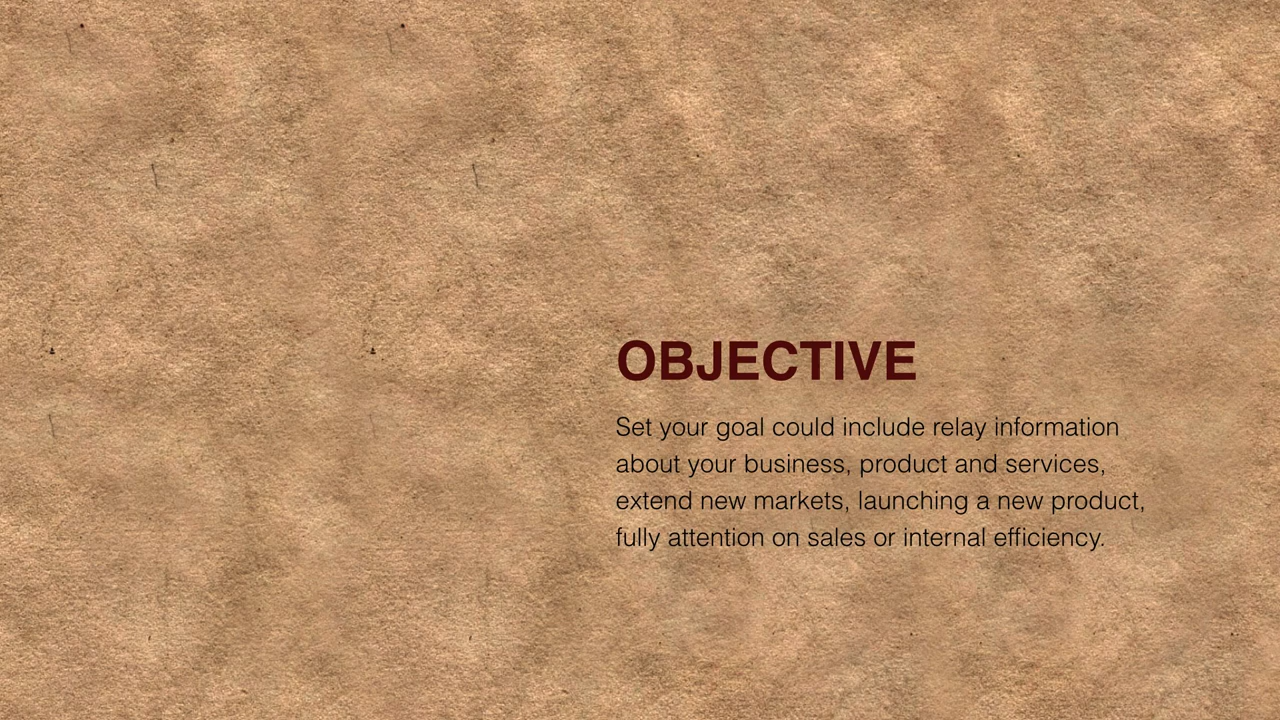 OBJECTIVE
Set your goal could include relay information
about your business, product and services,
extend new markets, launching a new product,
fully attention on sales or internal efficiency.